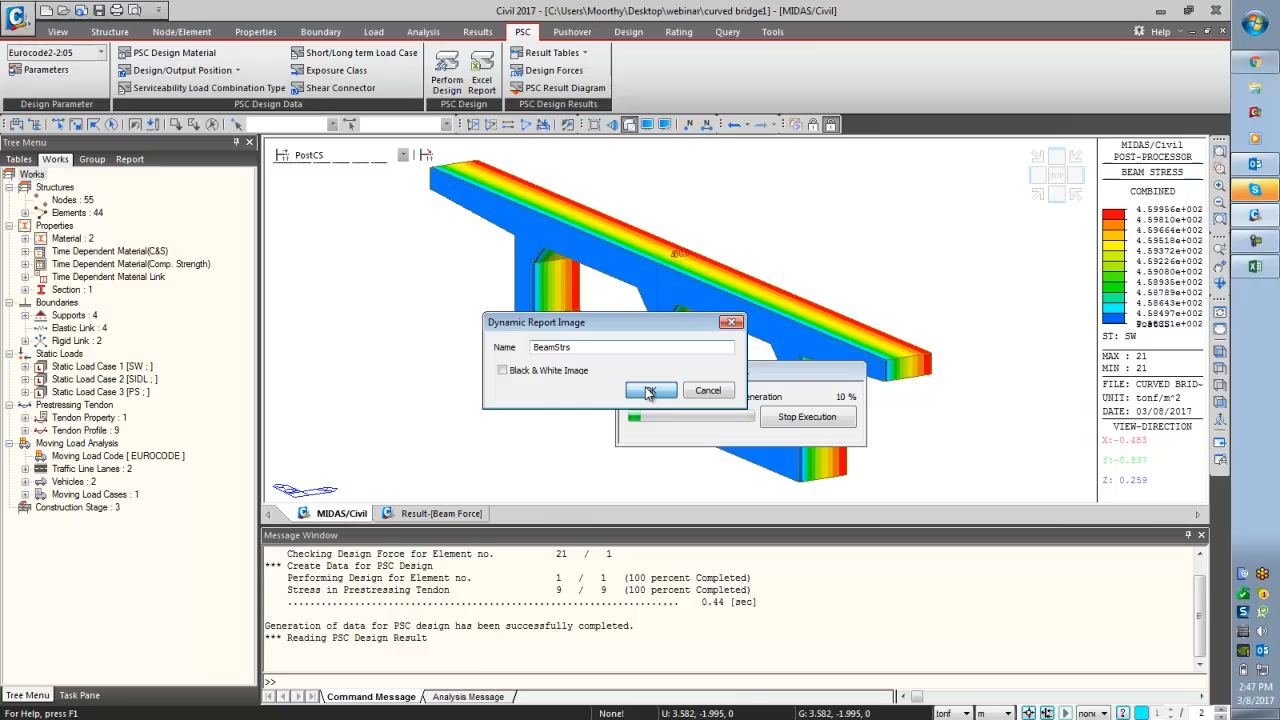 Civil 2017 - [C:\Users\Moorthy\Desktop\webinar\curved bridge1] - [MIDAS/Civil]
View Structure Node/Element Properties Boundary Load Analysis Results PSC Pushover Design Rating Query Tools Help
Eurocode2-2:05 PSC Design Material Short/Long term Load Case Result Tables
Parameters Design/Output Position Exposure Class Perform Design Excel Report Design Forces
Serviceability Load Combination Type Shear Connector PSC Result Diagram
Design Parameter PSC Design Data PSC Design PSC Design Results
Tree Menu
Tables Works Group Report
Works
Structures
Nodes : 55
Elements : 44
Properties
Material : 2
Time Dependent Material(C&S)
Time Dependent Material(Comp. Strength)
Time Dependent Material Link
Section : 1
Boundaries
Supports : 4
Elastic Link : 4
Rigid Link : 2
Static Loads
Static Load Case 1 [SW ; ]
Static Load Case 2 [SIDL ; ]
Static Load Case 3 [PS ; ]
Prestressing Tendon
Tendon Property : 1
Tendon Profile : 9
Moving Load Analysis
Moving Load Code [ EUROCODE ]
Traffic Line Lanes : 2
Vehicles : 2
Moving Load Cases : 1
Construction Stage : 3
Tree Menu Task Pane
PostCS
TOP
MIDAS/Civil
POST-PROCESSOR
BEAM STRESS
COMBINED
4.59956e+002
4.59810e+002
4.59664e+002
4.59518e+002
4.59372e+002
4.59226e+002
4.59080e+002
4.58935e+002
4.58789e+002
4.58643e+002
4.58497e+002
ST: SW
MAX : 21
MIN : 21
FILE: CURVED BRID~
UNIT: tonf/m^2
DATE: 03/08/2017
VIEW-DIRECTION
X:-0.483
Y:-0.837
Z: 0.259
Dynamic Report Image
Name BeamStrs
Black & White Image
OK Cancel
eneration 10 %
Stop Execution
MIDAS/Civil Result-[Beam Force]
Message Window
Checking Design Force for Element no. 21 / 1
*** Create Data for PSC Design
Performing Design for Element no. 1 / 1 (100 percent Completed)
Stress in Prestressing Tendon 9 / 9 (100 percent Completed)
................................................................... 0.44 [sec]
Generation of data for PSC design has been successfully completed.
*** Reading PSC Design Result
>>
Command Message Analysis Message
For Help, press F1 None! U: 3.582, -1.995, 0 G: 3.582, -1.995, 0 tonf m none ? 1 / 2
2:47 PM
3/8/2017